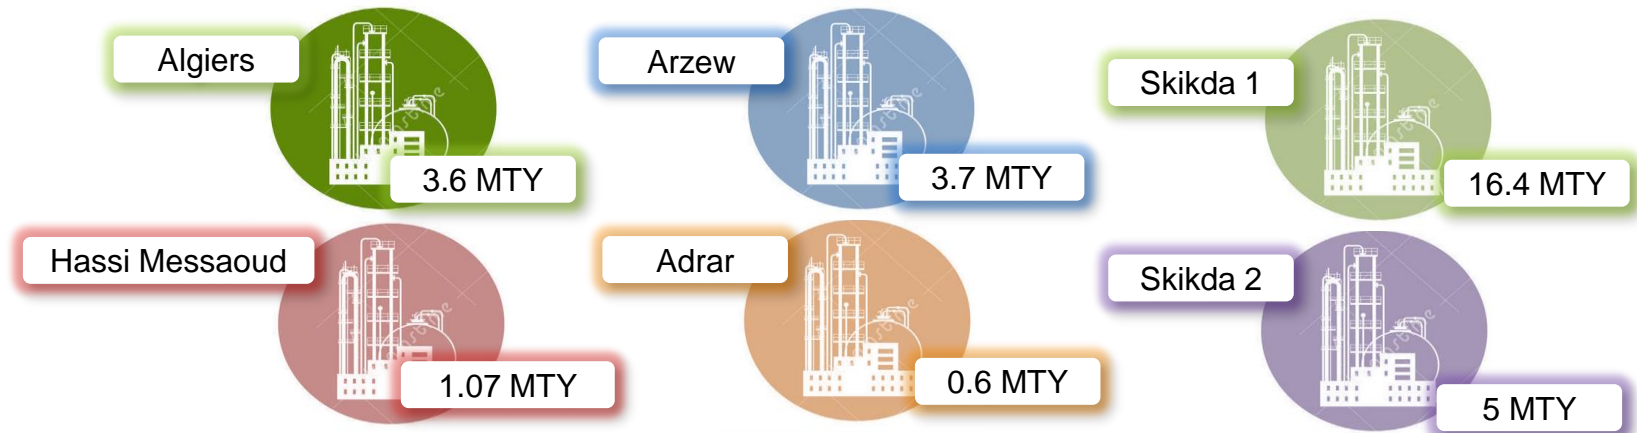 Algiers
3.6 MTY
Arzew
3.7 MTY
Skikda 1
16.4 MTY
Hassi Messaoud
1.07 MTY
Adrar
0.6 MTY
Skikda 2
5 MTY